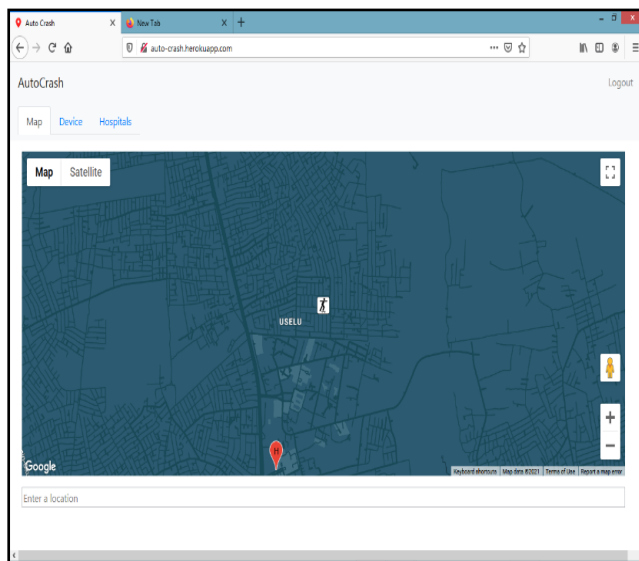 Auto Crash
New Tab
auto-crash.herokuapp.com
AutoCrash
Logout
Map Device Hospitals
Map Satellite
USELU
H
Google
Keyboard shortcuts Map data ©2021 Terms of Use Report a map error
Enter a location